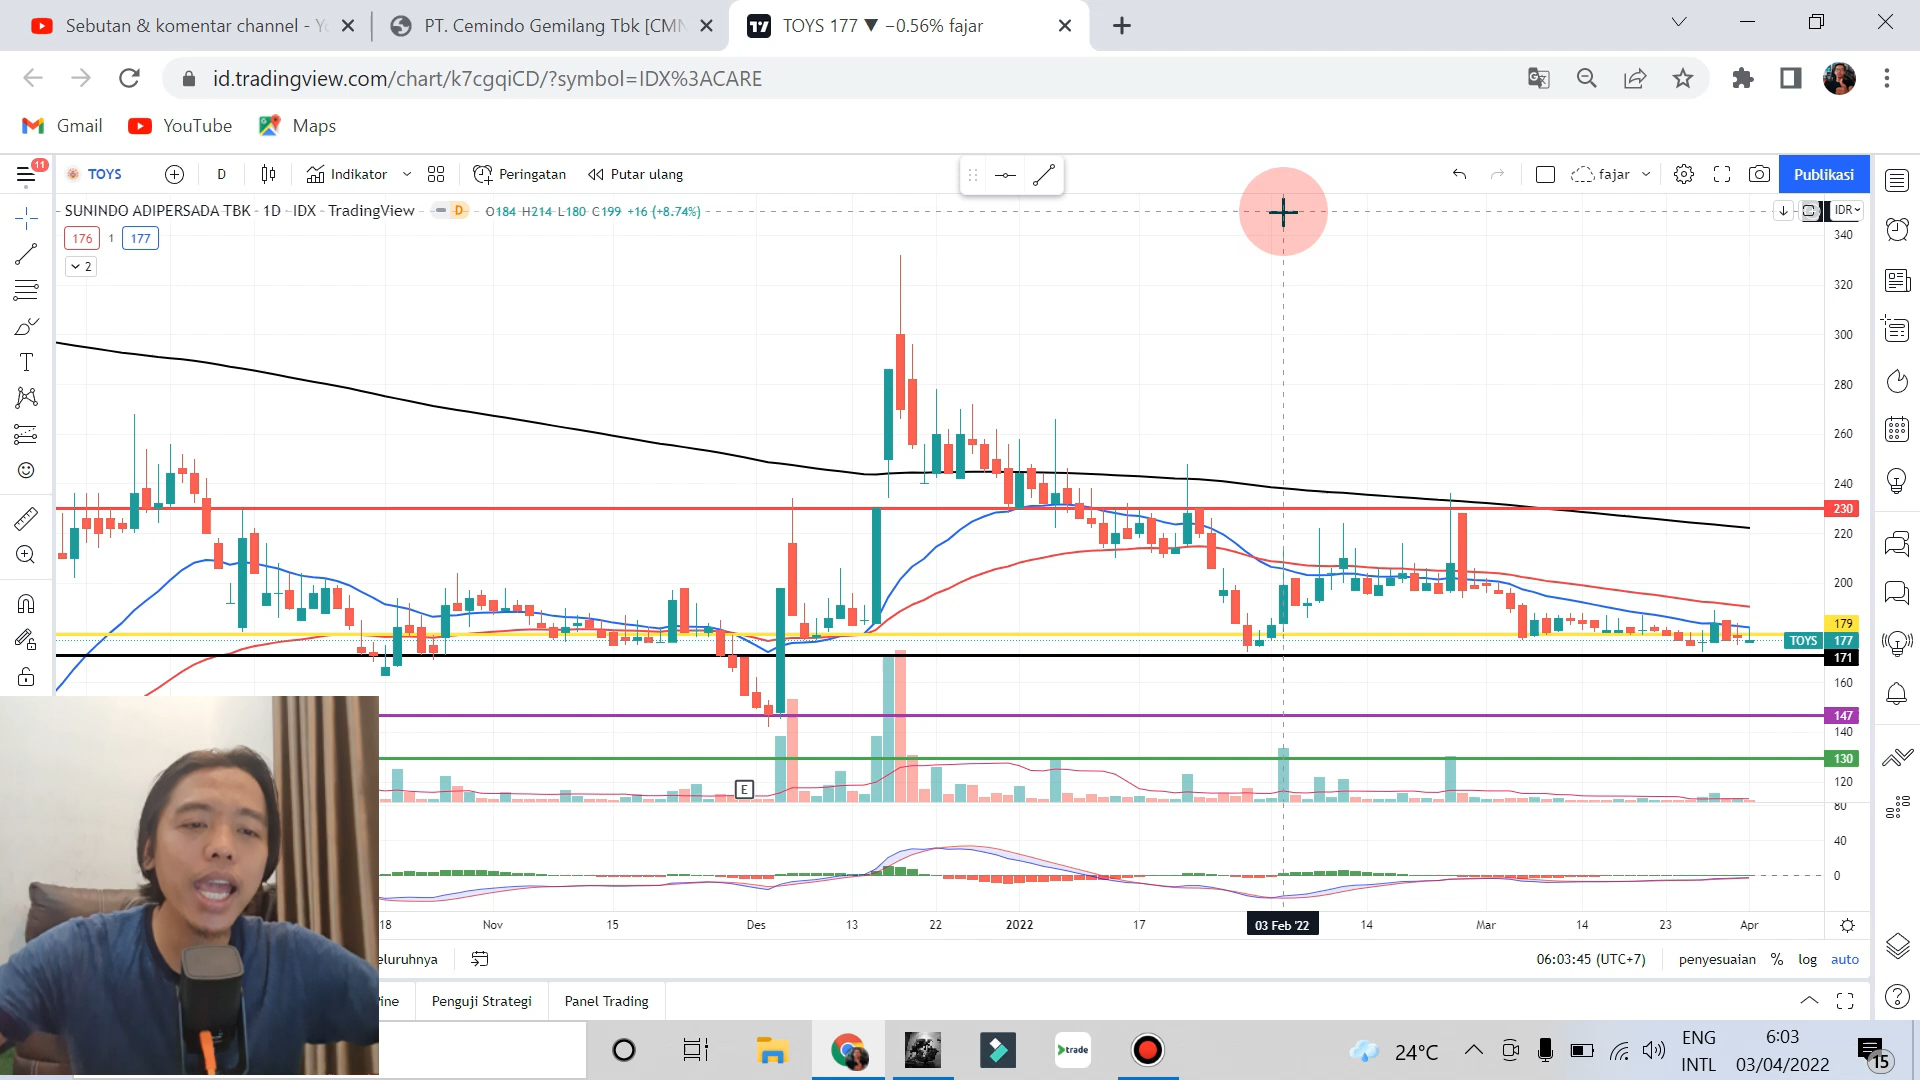 Sebutan & komentar channel - Yo
PT. Cemindo Gemilang Tbk [CMN
TOYS 177 ▼ −0.56% fajar
id.tradingview.com/chart/k7cgqiCD/?symbol=IDX%3ACARE
Gmail
YouTube
Maps
11
TOYS
D
Indikator
Peringatan
Putar ulang
fajar
Publikasi
SUNINDO ADIPERSADA TBK · 1D · IDX · TradingView
D
O184 H214 L180 C199 +16 (+8.74%)
IDR
176
1
177
2
340
320
300
280
260
240
230
220
200
179
TOYS 177
171
160
147
140
130
120
80
40
0
E
18
Nov
15
Des
13
22
2022
17
03 Feb '22
14
Mar
14
23
Apr
eluruhnya
06:03:45 (UTC+7)
penyesuaian
%
log
auto
ine
Penguji Strategi
Panel Trading
trade
24°C
ENG
INTL
6:03
03/04/2022
15